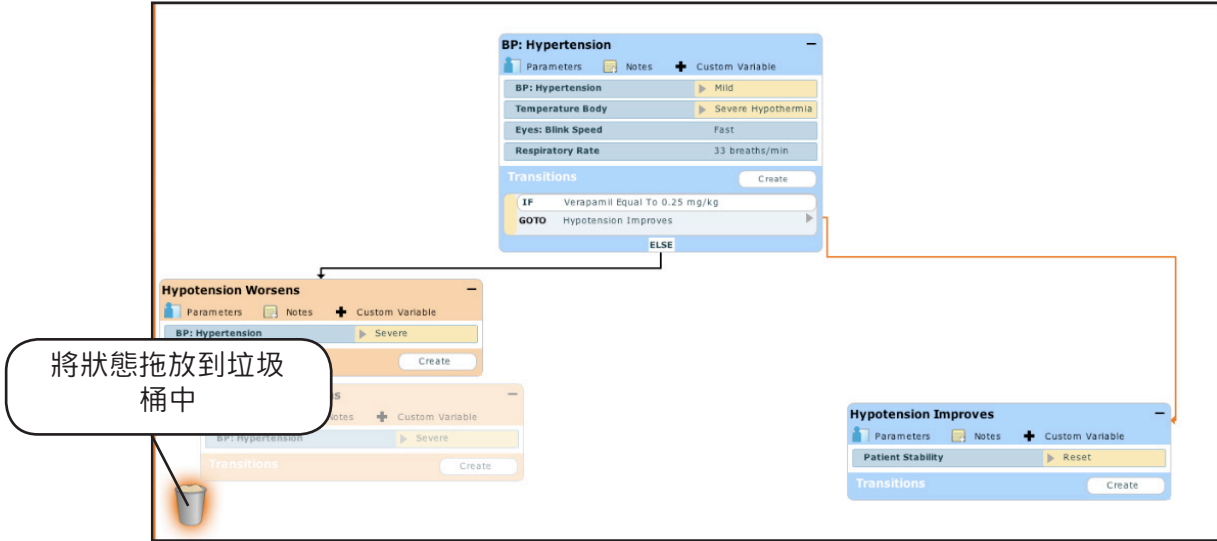 BP: Hypertension
Parameters Notes Custom Variable
BP: Hypertension Mild
Temperature Body Severe Hypothermia
Eyes: Blink Speed Fast
Respiratory Rate 33 breaths/min
Transitions Create
IF Verapamil Equal To 0.25 mg/kg
GOTO Hypotension Improves
ELSE
Hypotension Worsens
Parameters Notes Custom Variable
BP: Hypertension Severe
Create
將狀態拖放到垃圾
桶中
s
otes Custom Variable
BP: Hypertension Severe
Transitions Create
Hypotension Improves
Parameters Notes Custom Variable
Patient Stability Reset
Transitions Create